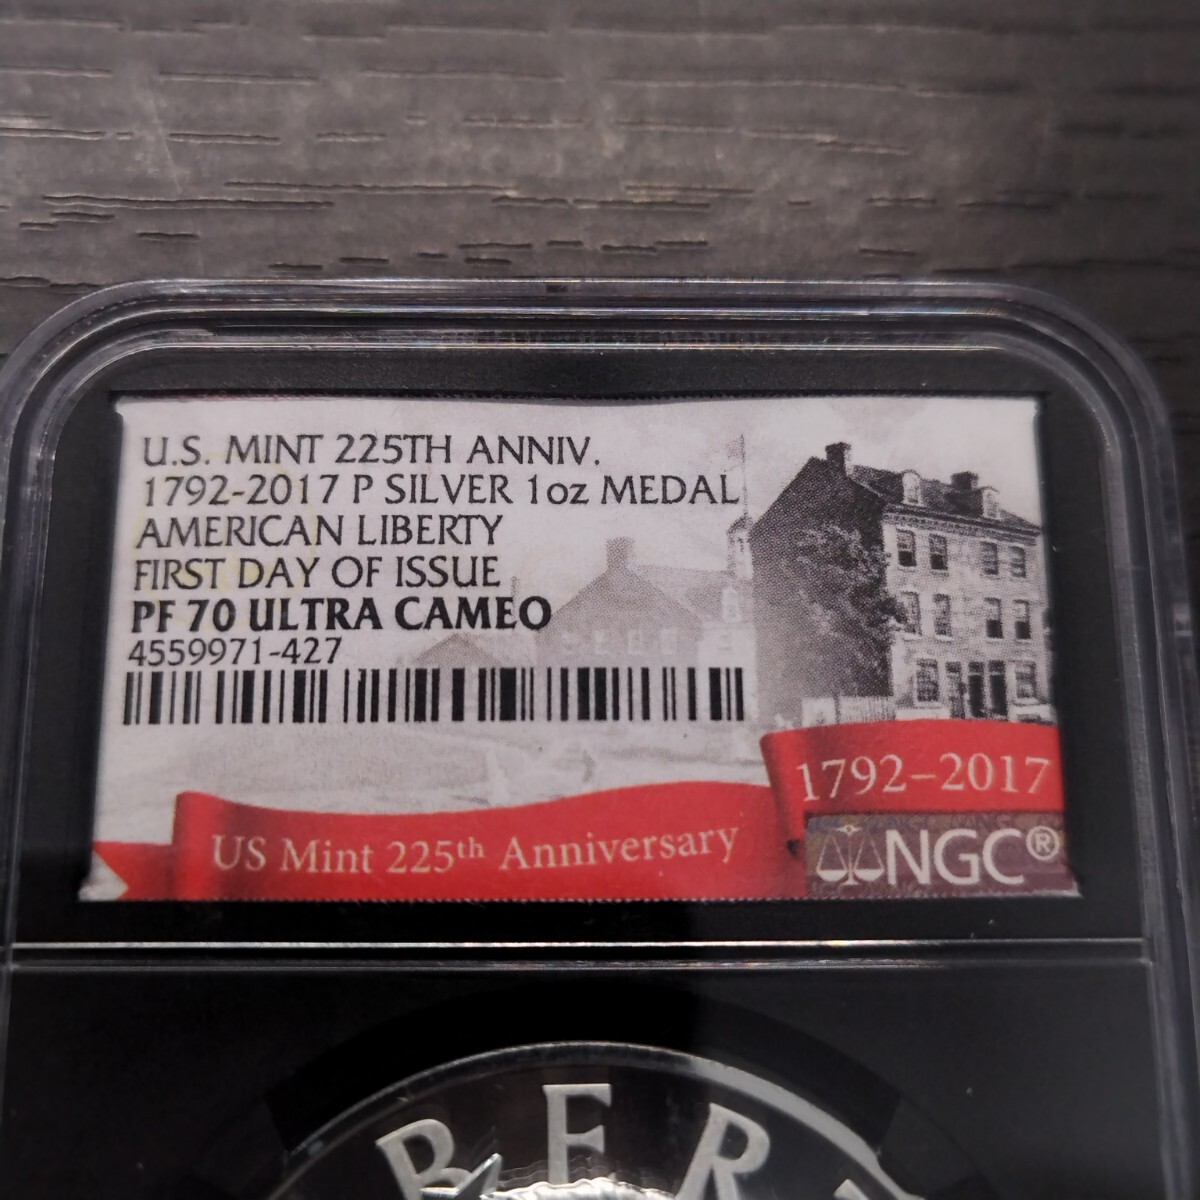 U.S. MINT 225TH ANNIV.
1792-2017 P SILVER 1oz MEDAL
AMERICAN LIBERTY
FIRST DAY OF ISSUE
PF 70 ULTRA CAMEO
4559971-427
1792–2017
US Mint 225th Anniversary
NGC®
BER